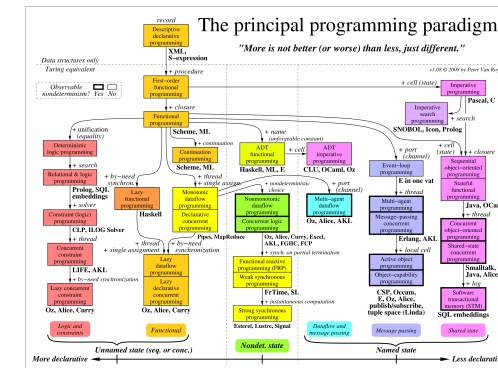 The principal programming paradigm
"More is not better (or worse) than less, just different."
v1.08 © 2008 by Peter Van Roy
record
Descriptive
declarative
programming
XML,
S-expression
Data structures only
Turing equivalent
+ procedure
Observable
nondeterminism? Yes No
First-order
functional
programming
+ closure
Functional
programming
Scheme, ML
+ cell (state)
Imperative
programming
Pascal, C
+ search
Imperative
search
programming
SNOBOL, Icon, Prolog
+ unification
(equality)
Deterministic
logic programming
+ search
Relational & logic
programming
Prolog, SQL
embeddings
+ solver
Constraint (logic)
programming
CLP, ILOG Solver
+ thread
Concurrent
constraint
programming
LIFE, AKL
+ by-need synchronization
Lazy concurrent
constraint
programming
Oz, Alice, Curry
+ by-need
synchron.
Lazy
functional
programming
Haskell
+ thread
+ single assignment
+ continuation
Continuation
programming
Scheme, ML
+ thread
+ single assign.
Monotonic
dataflow
programming
Declarative
concurrent
programming
Pipes, MapReduce
+ by-need
synchronization
Lazy
dataflow
programming
Lazy
declarative
concurrent
programming
Oz, Alice, Curry
+ name
(unforgeable constant)
ADT
functional
programming
Haskell, ML, E
+ cell
ADT
imperative
programming
CLU, OCaml, Oz
+ nondeterministic
choice
Nonmonotonic
dataflow
programming
Concurrent logic
programming
Oz, Alice, Curry, Excel,
AKL, FGHC, FCP
+ synch. on partial termination
Functional reactive
programming (FRP)
Weak synchronous
programming
FrTime, SL
+ instantaneous computation
Strong synchronous
programming
Esterel, Lustre, Signal
+ port
(channel)
Multi-agent
dataflow
programming
Oz, Alice, AKL
+ port
(channel)
Event-loop
programming
E in one vat
+ thread
Multi-agent
programming
Message-passing
concurrent
programming
Erlang, AKL
+ local cell
Active object
programming
Object-capability
programming
CSP, Occam,
E, Oz, Alice,
publish/subscribe,
tuple space (Linda)
+ cell
(state)
+ closure
Sequential
object-oriented
programming
Stateful
functional
programming
Java, OCa
+ thread
Concurrent
object-oriented
programming
Shared-state
concurrent
programming
Smalltalk,
Java, Alice
+ log
Software
transactional
memory (STM)
SQL embeddings
Logic and
constraints
Functional
Dataflow and
message passing
Message passing
Shared state
Unnamed state (seq. or conc.)
Nondet. state
Named state
More declarative
Less declarati